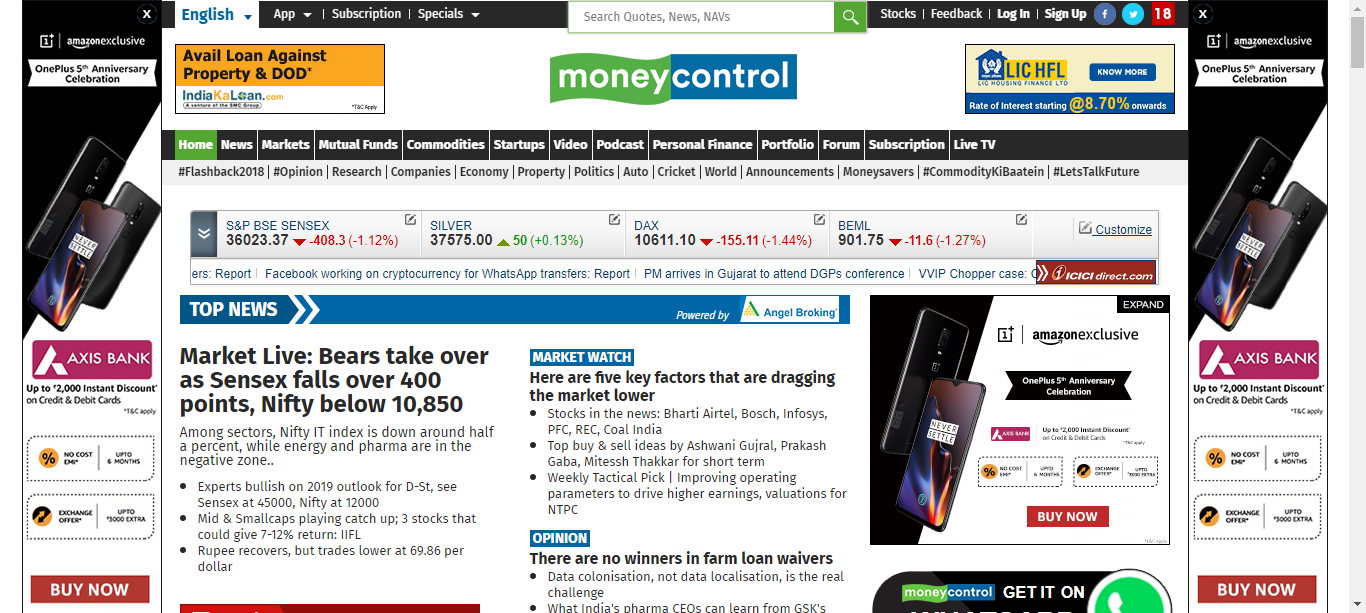 English
App
Subscription
Specials
Search Quotes, News, NAVs
Stocks | Feedback | Log In | Sign Up
18
X
1+ | amazonexclusive
OnePlus 5th Anniversary
Celebration
NEVER
SETTLE
AXIS BANK
Up to ₹2,000 Instant Discount*
on Credit & Debit Cards
*T&C apply
NO COST
EMI*
UPTO
6 MONTHS
EXCHANGE
OFFER*
UPTO
₹3000 EXTRA
BUY NOW
Avail Loan Against
Property & DOD*
IndiaKaLoan.com
A venture of the SMC Group
*T&C Apply
moneycontrol
LIC HFL
LIC HOUSING FINANCE LTD
KNOW MORE
Rate of Interest starting @8.70% onwards
Home News Markets Mutual Funds Commodities Startups Video Podcast Personal Finance Portfolio Forum Subscription Live TV
#Flashback2018 | #Opinion | Research | Companies | Economy | Property | Politics | Auto | Cricket | World | Announcements | Moneysavers | #CommodityKiBaatein | #LetsTalkFuture
S&P BSE SENSEX
36023.37 -408.3 (-1.12%)
SILVER
37575.00 50 (+0.13%)
DAX
10611.10 -155.11 (-1.44%)
BEML
901.75 -11.6 (-1.27%)
Customize
ers: Report | Facebook working on cryptocurrency for WhatsApp transfers: Report | PM arrives in Gujarat to attend DGPs conference | VVIP Chopper case:
ICICI direct.com
TOP NEWS
Powered by
Angel Broking
Market Live: Bears take over
as Sensex falls over 400
points, Nifty below 10,850
Among sectors, Nifty IT index is down around half
a percent, while energy and pharma are in the
negative zone..
Experts bullish on 2019 outlook for D-St, see
Sensex at 45000, Nifty at 12000
Mid & Smallcaps playing catch up; 3 stocks that
could give 7-12% return: IIFL
Rupee recovers, but trades lower at 69.86 per
dollar
MARKET WATCH
Here are five key factors that are dragging
the market lower
Stocks in the news: Bharti Airtel, Bosch, Infosys,
PFC, REC, Coal India
Top buy & sell ideas by Ashwani Gujral, Prakash
Gaba, Mitessh Thakkar for short term
Weekly Tactical Pick | Improving operating
parameters to drive higher earnings, valuations for
NTPC
OPINION
There are no winners in farm loan waivers
Data colonisation, not data localisation, is the real
challenge
What India's pharma CEOs can learn from GSK's
EXPAND
1+ | amazonexclusive
OnePlus 5th Anniversary
Celebration
NEVER
SETTLE
AXIS BANK
Up to ₹2,000 Instant Discount*
on Credit & Debit Cards
*T&C apply
NO COST
EMI*
UPTO
6 MONTHS
EXCHANGE
OFFER*
UPTO
₹3000 EXTRA
BUY NOW
*T&C Apply
moneycontrol GET IT ON
X
1+ | amazonexclusive
OnePlus 5th Anniversary
Celebration
NEVER
SETTLE
AXIS BANK
Up to ₹2,000 Instant Discount*
on Credit & Debit Cards
*T&C apply
NO COST
EMI*
UPTO
6 MONTHS
EXCHANGE
OFFER*
UPTO
₹3000 EXTRA
BUY NOW